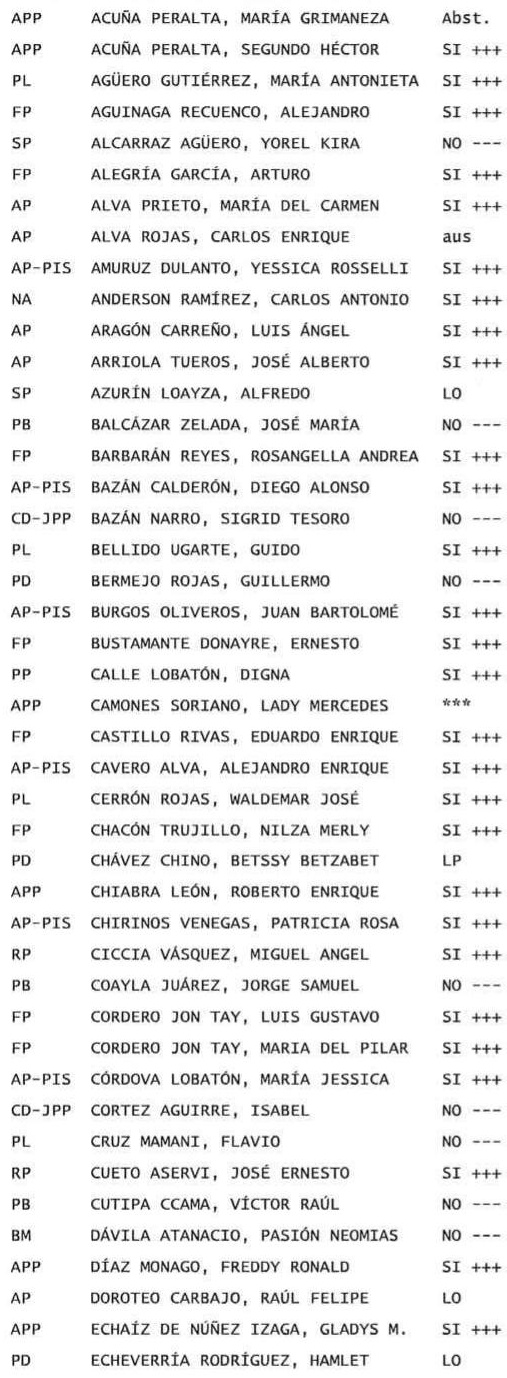 APP ACUÑA PERALTA, MARÍA GRIMANEZA Abst.
APP ACUÑA PERALTA, SEGUNDO HÉCTOR SI +++
PL AGÜERO GUTIÉRREZ, MARÍA ANTONIETA SI +++
FP AGUINAGA RECUENCO, ALEJANDRO SI +++
SP ALCARRAZ AGÜERO, YOREL KIRA NO ---
FP ALEGRÍA GARCÍA, ARTURO SI +++
AP ALVA PRIETO, MARÍA DEL CARMEN SI +++
AP ALVA ROJAS, CARLOS ENRIQUE aus
AP-PIS AMURUZ DULANTO, YESSICA ROSSELLI SI +++
NA ANDERSON RAMÍREZ, CARLOS ANTONIO SI +++
AP ARAGÓN CARREÑO, LUIS ÁNGEL SI +++
AP ARRIOLA TUEROS, JOSÉ ALBERTO SI +++
SP AZURÍN LOAYZA, ALFREDO LO
PB BALCÁZAR ZELADA, JOSÉ MARÍA NO ---
FP BARBARÁN REYES, ROSANGELLA ANDREA SI +++
AP-PIS BAZÁN CALDERÓN, DIEGO ALONSO SI +++
CD-JPP BAZÁN NARRO, SIGRID TESORO NO ---
PL BELLIDO UGARTE, GUIDO SI +++
PD BERMEJO ROJAS, GUILLERMO NO ---
AP-PIS BURGOS OLIVEROS, JUAN BARTOLOMÉ SI +++
FP BUSTAMANTE DONAYRE, ERNESTO SI +++
PP CALLE LOBATÓN, DIGNA SI +++
APP CAMONES SORIANO, LADY MERCEDES ***
FP CASTILLO RIVAS, EDUARDO ENRIQUE SI +++
AP-PIS CAVERO ALVA, ALEJANDRO ENRIQUE SI +++
PL CERRÓN ROJAS, WALDEMAR JOSÉ SI +++
FP CHACÓN TRUJILLO, NILZA MERLY SI +++
PD CHÁVEZ CHINO, BETSSY BETZABET LP
APP CHIABRA LEÓN, ROBERTO ENRIQUE SI +++
AP-PIS CHIRINOS VENEGAS, PATRICIA ROSA SI +++
RP CICCIA VÁSQUEZ, MIGUEL ANGEL SI +++
PB COAYLA JUÁREZ, JORGE SAMUEL NO ---
FP CORDERO JON TAY, LUIS GUSTAVO SI +++
FP CORDERO JON TAY, MARIA DEL PILAR SI +++
AP-PIS CÓRDOVA LOBATÓN, MARÍA JESSICA SI +++
CD-JPP CORTEZ AGUIRRE, ISABEL NO ---
PL CRUZ MAMANI, FLAVIO NO ---
RP CUETO ASERVI, JOSÉ ERNESTO SI +++
PB CUTIPA CCAMA, VÍCTOR RAÚL NO ---
BM DÁVILA ATANACIO, PASIÓN NEOMIAS NO ---
APP DÍAZ MONAGO, FREDDY RONALD SI +++
AP DOROTEO CARBAJO, RAÚL FELIPE LO
APP ECHAÍZ DE NÚÑEZ IZAGA, GLADYS M. SI +++
PD ECHEVERRÍA RODRÍGUEZ, HAMLET LO